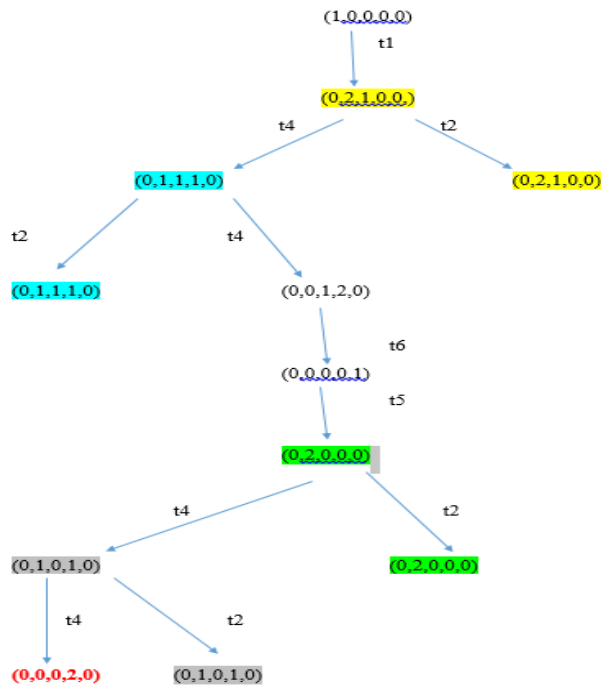 (1,0,0,0,0)
t1
(0,2,1,0,0,)
t4
t2
(0,1,1,1,0)
(0,2,1,0,0)
t2
t4
(0,1,1,1,0)
(0,0,1,2,0)
t6
(0,0,0,0,1)
t5
(0,2,0,0,0)
t4
t2
(0,1,0,1,0)
(0,2,0,0,0)
t4
t2
(0,0,0,2,0)
(0,1,0,1,0)